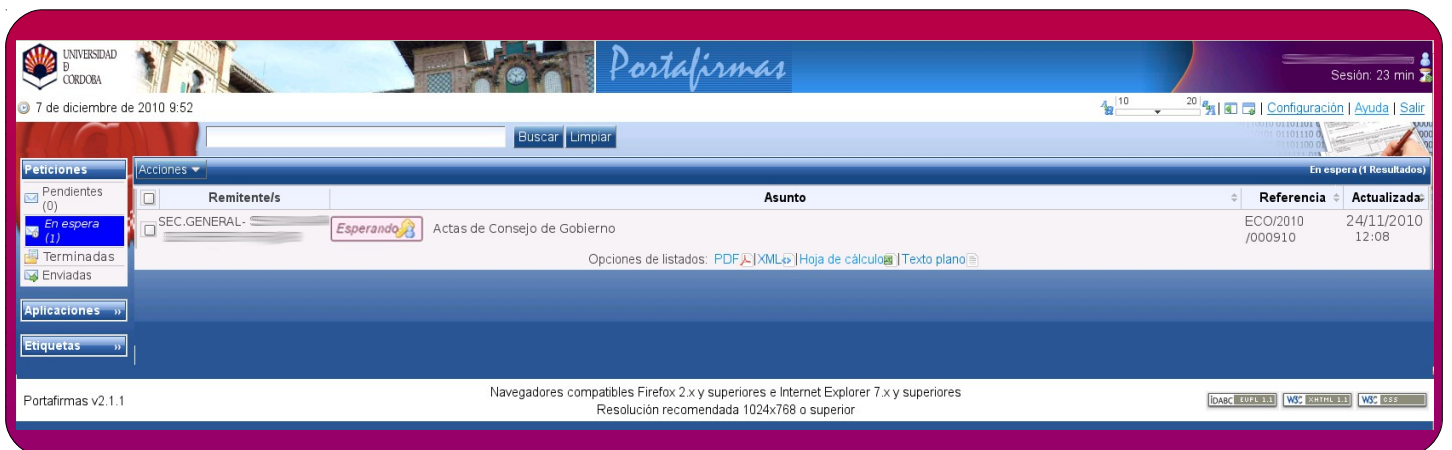 UNIVERSIDAD
Ð
CORDOBA
Portafirmas
Sesión: 23 min
7 de diciembre de 2010 9:52
10 20 | | Configuración | Ayuda | Salir
Buscar Limpiar
Peticiones
Acciones
En espera (1 Resultados)
Pendientes
(0)
Remitente/s Asunto Referencia Actualizada
En espera
(1)
SEC.GENERAL- Esperando Actas de Consejo de Gobierno ECO/2010
/000910 24/11/2010
12:08
Terminadas
Opciones de listados: PDF|XML|Hoja de cálculo|Texto plano
Enviadas
Aplicaciones »
Etiquetas »
Portafirmas v2.1.1
Navegadores compatibles Firefox 2.x y superiores e Internet Explorer 7.x y superiores
Resolución recomendada 1024x768 o superior
IDABC EUPL 1.1 W3C XHTML 1.1 W3C CSS